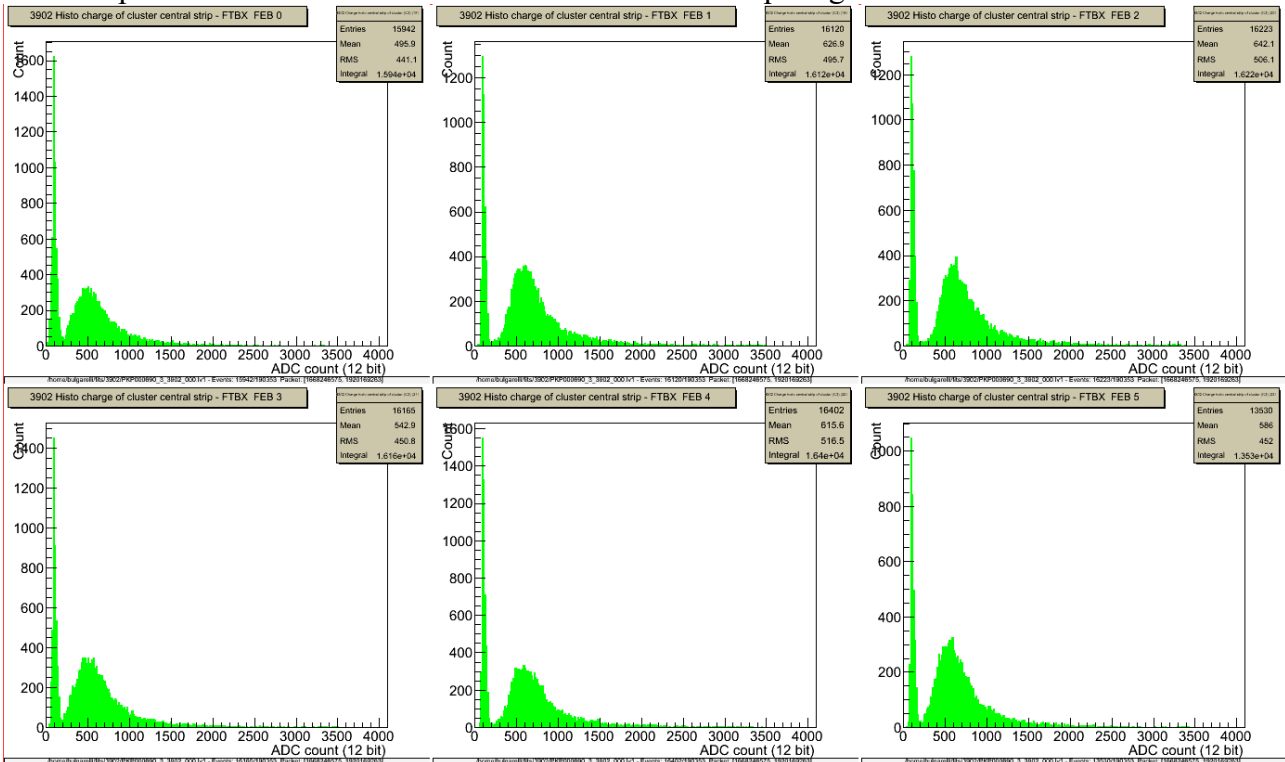 3902 Histo charge of cluster central strip - FTBX FEB 0
Entries 15942
Mean 495.9
RMS 441.1
Integral 1.594e+04
Count
1600
1400
1200
1000
800
600
400
200
0
0 500 1000 1500 2000 2500 3000 3500 4000
ADC count (12 bit)
3902 Histo charge of cluster central strip - FTBX FEB 1
Entries 16120
Mean 626.9
RMS 495.7
Integral 1.612e+04
Count
1200
1000
800
600
400
200
0
0 500 1000 1500 2000 2500 3000 3500 4000
ADC count (12 bit)
3902 Histo charge of cluster central strip - FTBX FEB 2
Entries 16223
Mean 642.1
RMS 506.1
Integral 1.622e+04
Count
1200
1000
800
600
400
200
0
0 500 1000 1500 2000 2500 3000 3500 4000
ADC count (12 bit)
3902 Histo charge of cluster central strip - FTBX FEB 3
Entries 16165
Mean 542.9
RMS 450.8
Integral 1.616e+04
Count
1400
1200
1000
800
600
400
200
0
0 500 1000 1500 2000 2500 3000 3500 4000
ADC count (12 bit)
3902 Histo charge of cluster central strip - FTBX FEB 4
Entries 16402
Mean 615.6
RMS 516.5
Integral 1.64e+04
Count
1600
1400
1200
1000
800
600
400
200
0
0 500 1000 1500 2000 2500 3000 3500 4000
ADC count (12 bit)
3902 Histo charge of cluster central strip - FTBX FEB 5
Entries 13530
Mean 586
RMS 452
Integral 1.353e+04
Count
1000
800
600
400
200
0
0 500 1000 1500 2000 2500 3000 3500 4000
ADC count (12 bit)